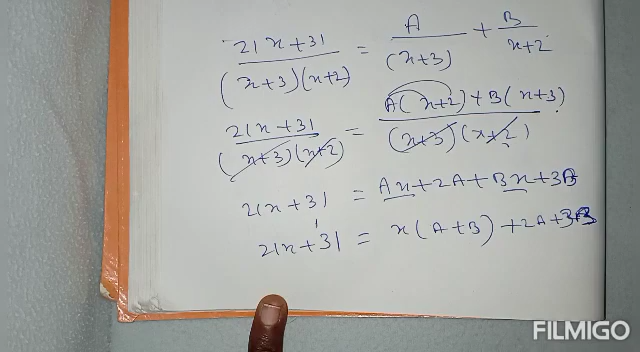 21x+31/(x+3)(x+2) = A/(x+3) + B/x+2
21x+31/(x+3)(x+2) = A(x+2)+B(x+3)/(x+3)(x+2)
21x+31 = Ax+2A+Bx+3B
21x+31 = x(A+B)+2A+3B
FILMIGO